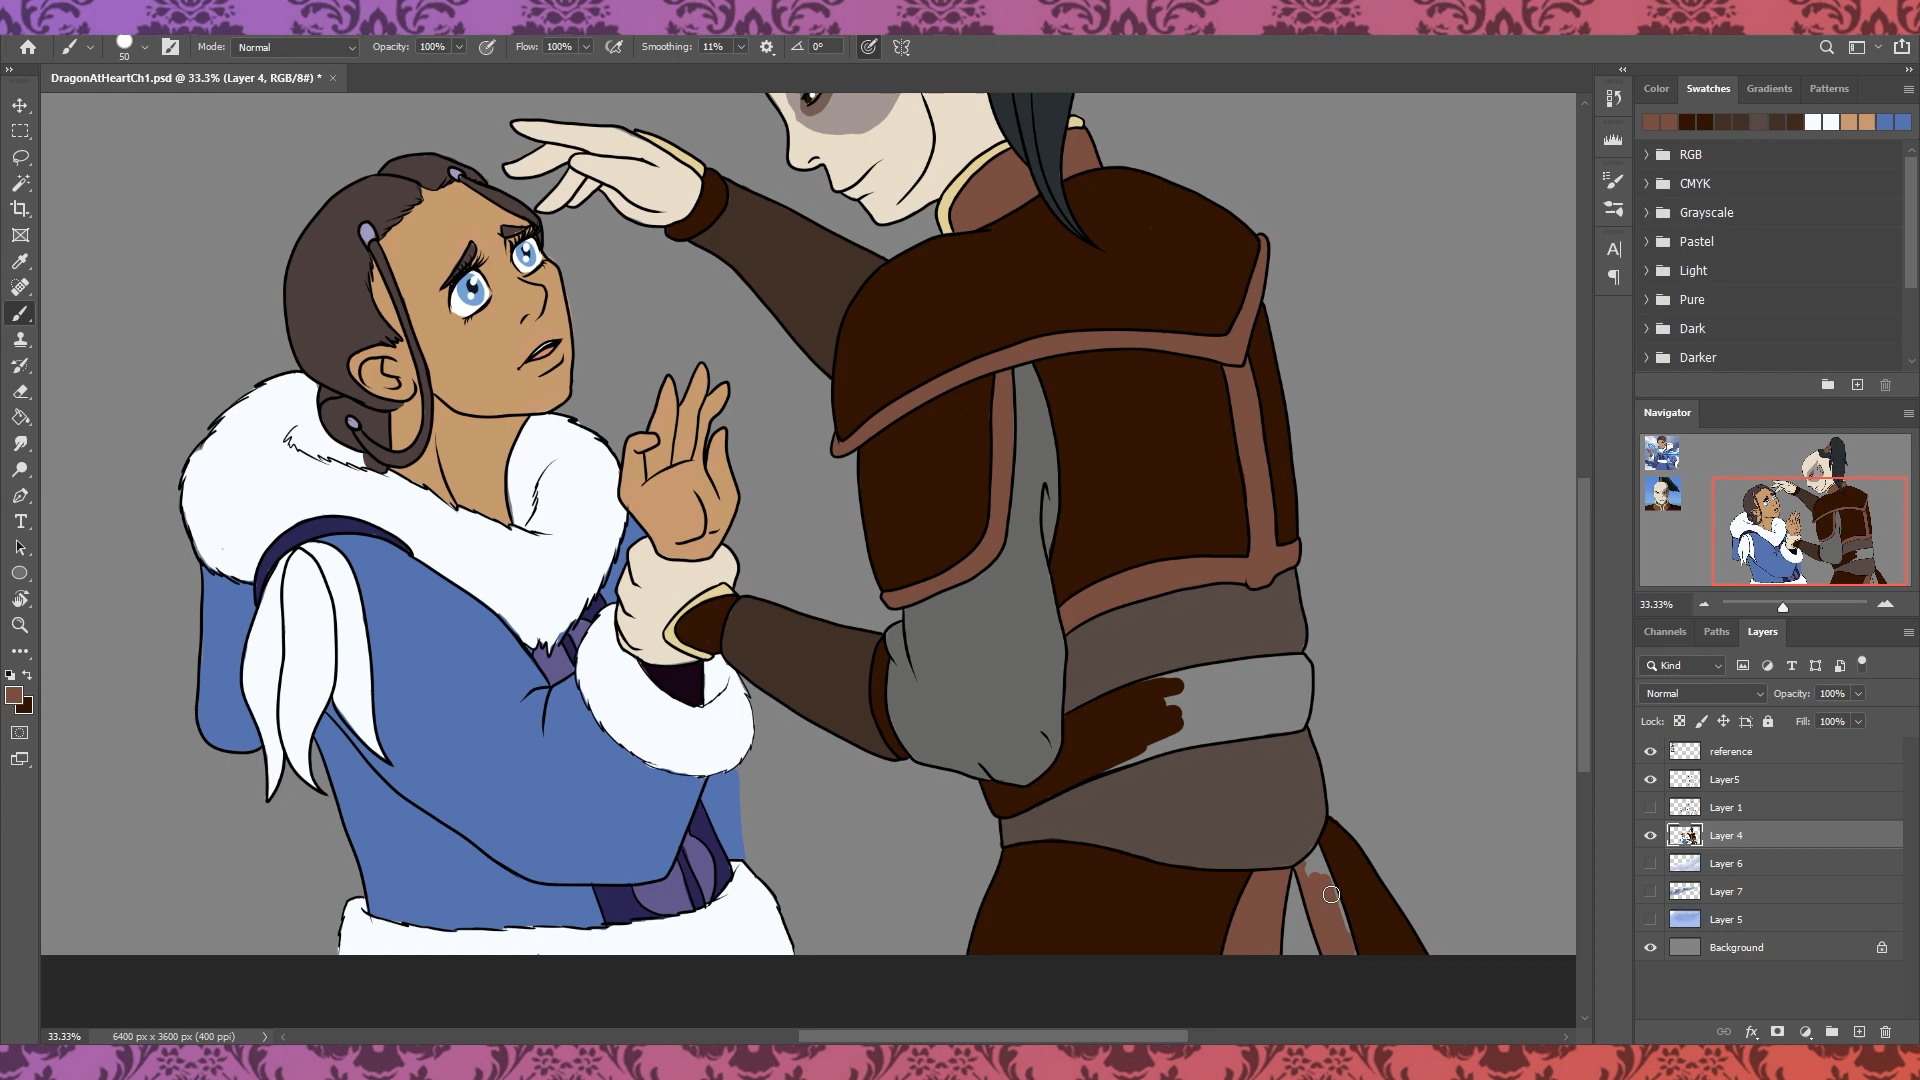 Mode: Normal Opacity: 100% Flow: 100% Smoothing: 11% 0°
50
DragonAtHeartCh1.psd @ 33.3% (Layer 4, RGB/8#) *
Color Swatches Gradients Patterns
RGB
CMYK
Grayscale
Pastel
Light
Pure
Dark
Darker
Navigator
33.33%
Channels Paths Layers
Kind
Normal Opacity: 100%
Lock: Fill: 100%
reference
Layer5
Layer 1
Layer 4
Layer 6
Layer 7
Layer 5
Background
33.33% 6400 px x 3600 px (400 ppi)